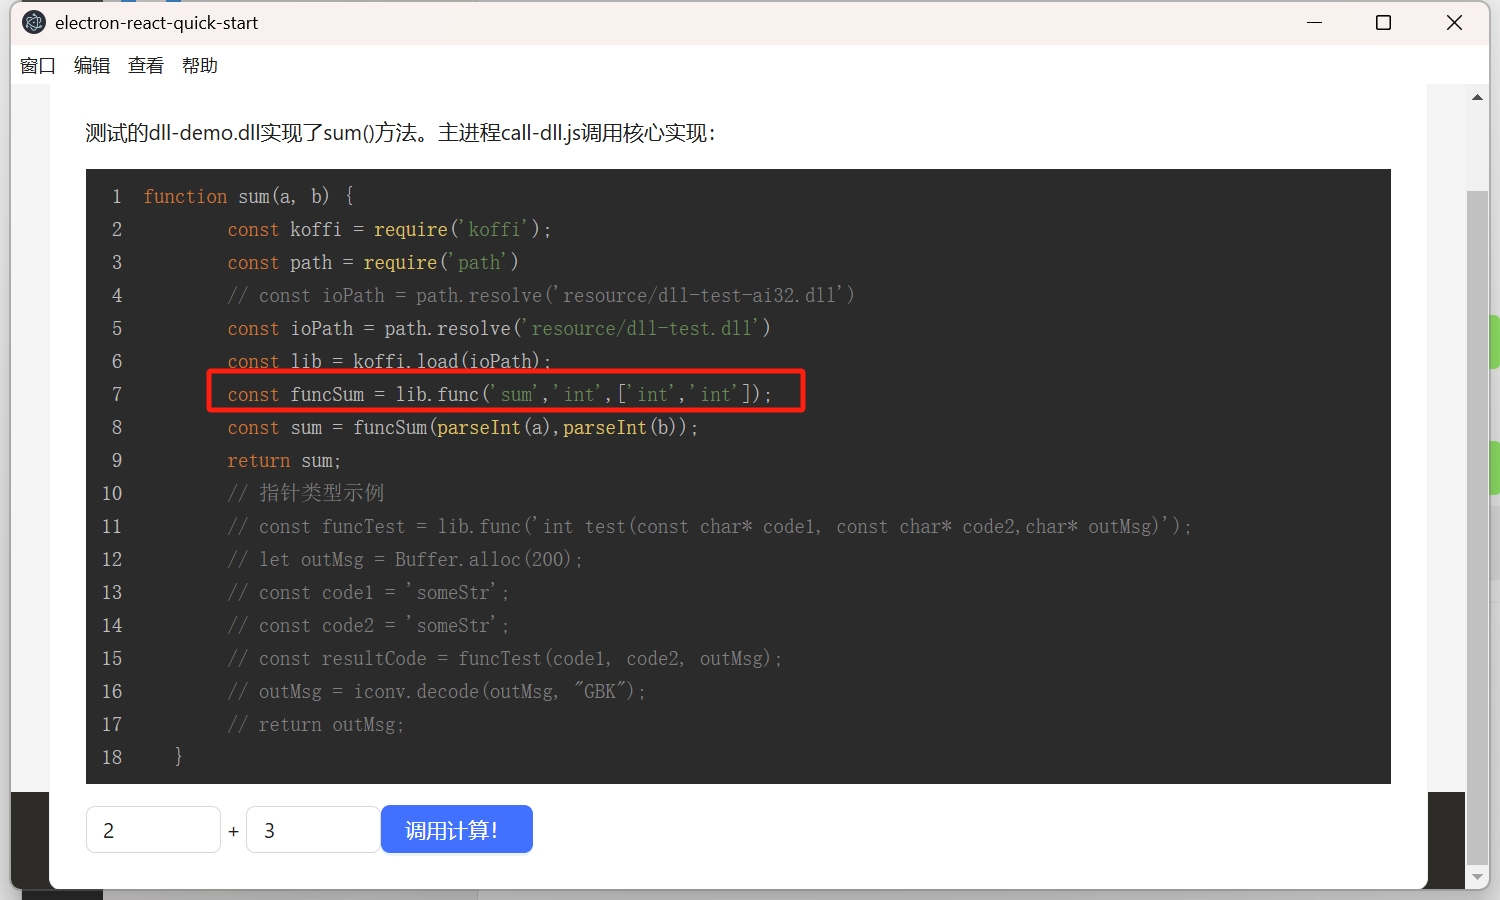 electron-react-quick-start
窗口 编辑 查看 帮助
测试的dll-demo.dll实现了sum()方法。主进程call-dll.js调用核心实现：
1 function sum(a, b) {
2 const koffi = require('koffi');
3 const path = require('path')
4 // const ioPath = path.resolve('resource/dll-test-ai32.dll')
5 const ioPath = path.resolve('resource/dll-test.dll')
6 const lib = koffi.load(ioPath);
7 const funcSum = lib.func('sum','int',['int','int']);
8 const sum = funcSum(parseInt(a),parseInt(b));
9 return sum;
10 // 指针类型示例
11 // const funcTest = lib.func('int test(const char* code1, const char* code2,char* outMsg)');
12 // let outMsg = Buffer.alloc(200);
13 // const code1 = 'someStr';
14 // const code2 = 'someStr';
15 // const resultCode = funcTest(code1, code2, outMsg);
16 // outMsg = iconv.decode(outMsg, "GBK");
17 // return outMsg;
18 }
2 + 3 调用计算！